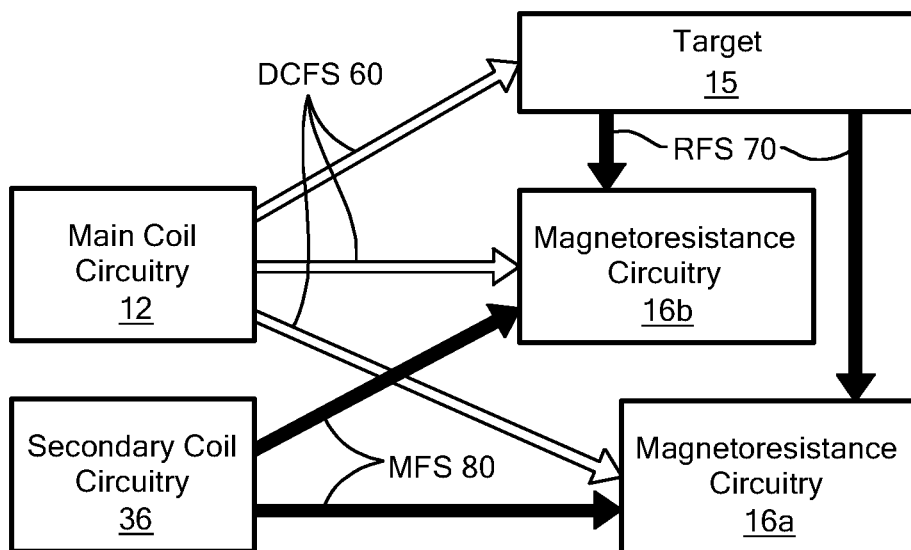 Target
15
DCFS 60
RFS 70
Main Coil
Circuitry
12
Magnetoresistance
Circuitry
16b
Secondary Coil
Circuitry
36
MFS 80
Magnetoresistance
Circuitry
16a